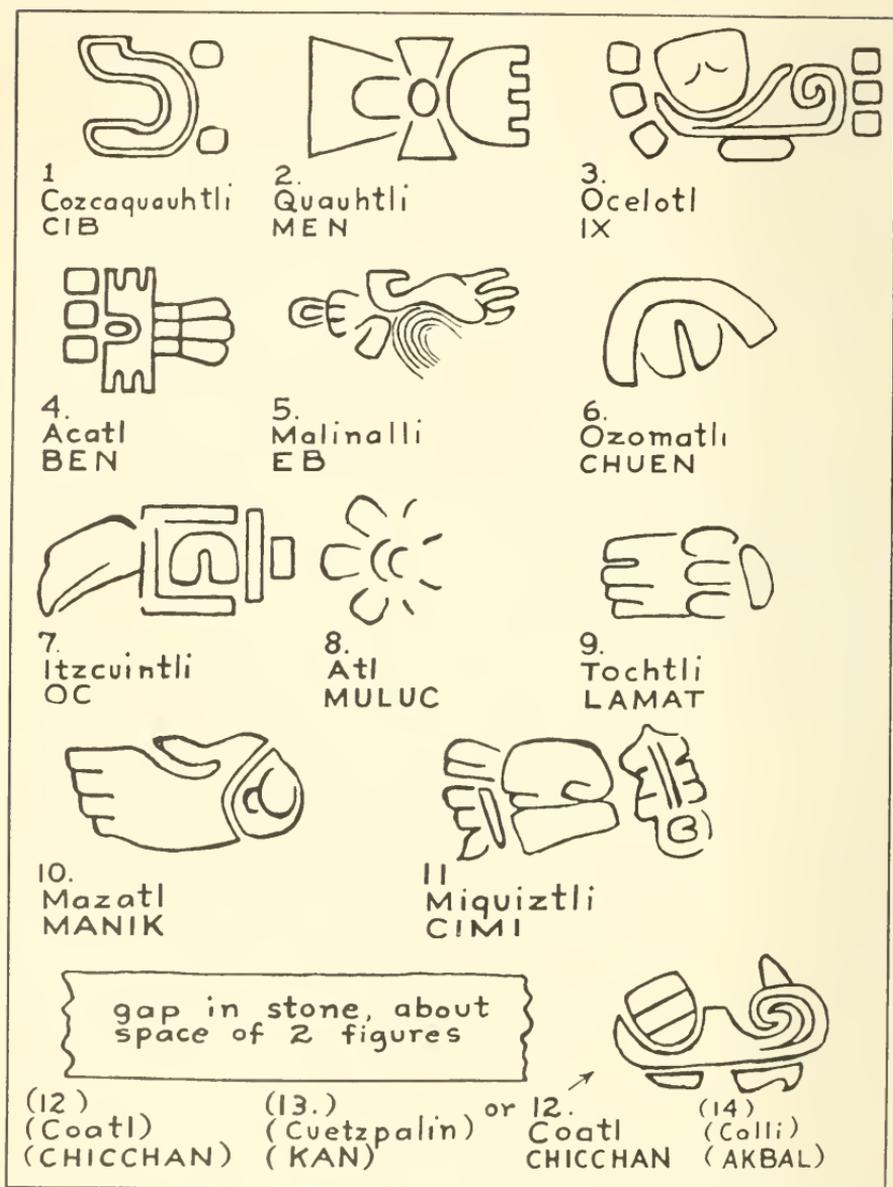 1
Cozcaquauhtli
CIB
2.
Quauhtli
MEN
3.
Ocelotl
IX
4.
Acatl
BEN
5.
Malinalli
EB
6.
Ozomatli
CHUEN
7.
Itzcuintli
OC
8.
Atl
MULUC
9.
Tochtli
LAMAT
10.
Mazatl
MANIK
11
Miquiztli
CIMI
gap in stone, about
space of 2 figures
(12)
(Coatl)
(CHICCHAN)
(13.)
(Cuetzpalin)
(KAN)
or 12.
Coatl
CHICCHAN
(14)
(Colli)
(AKBAL)